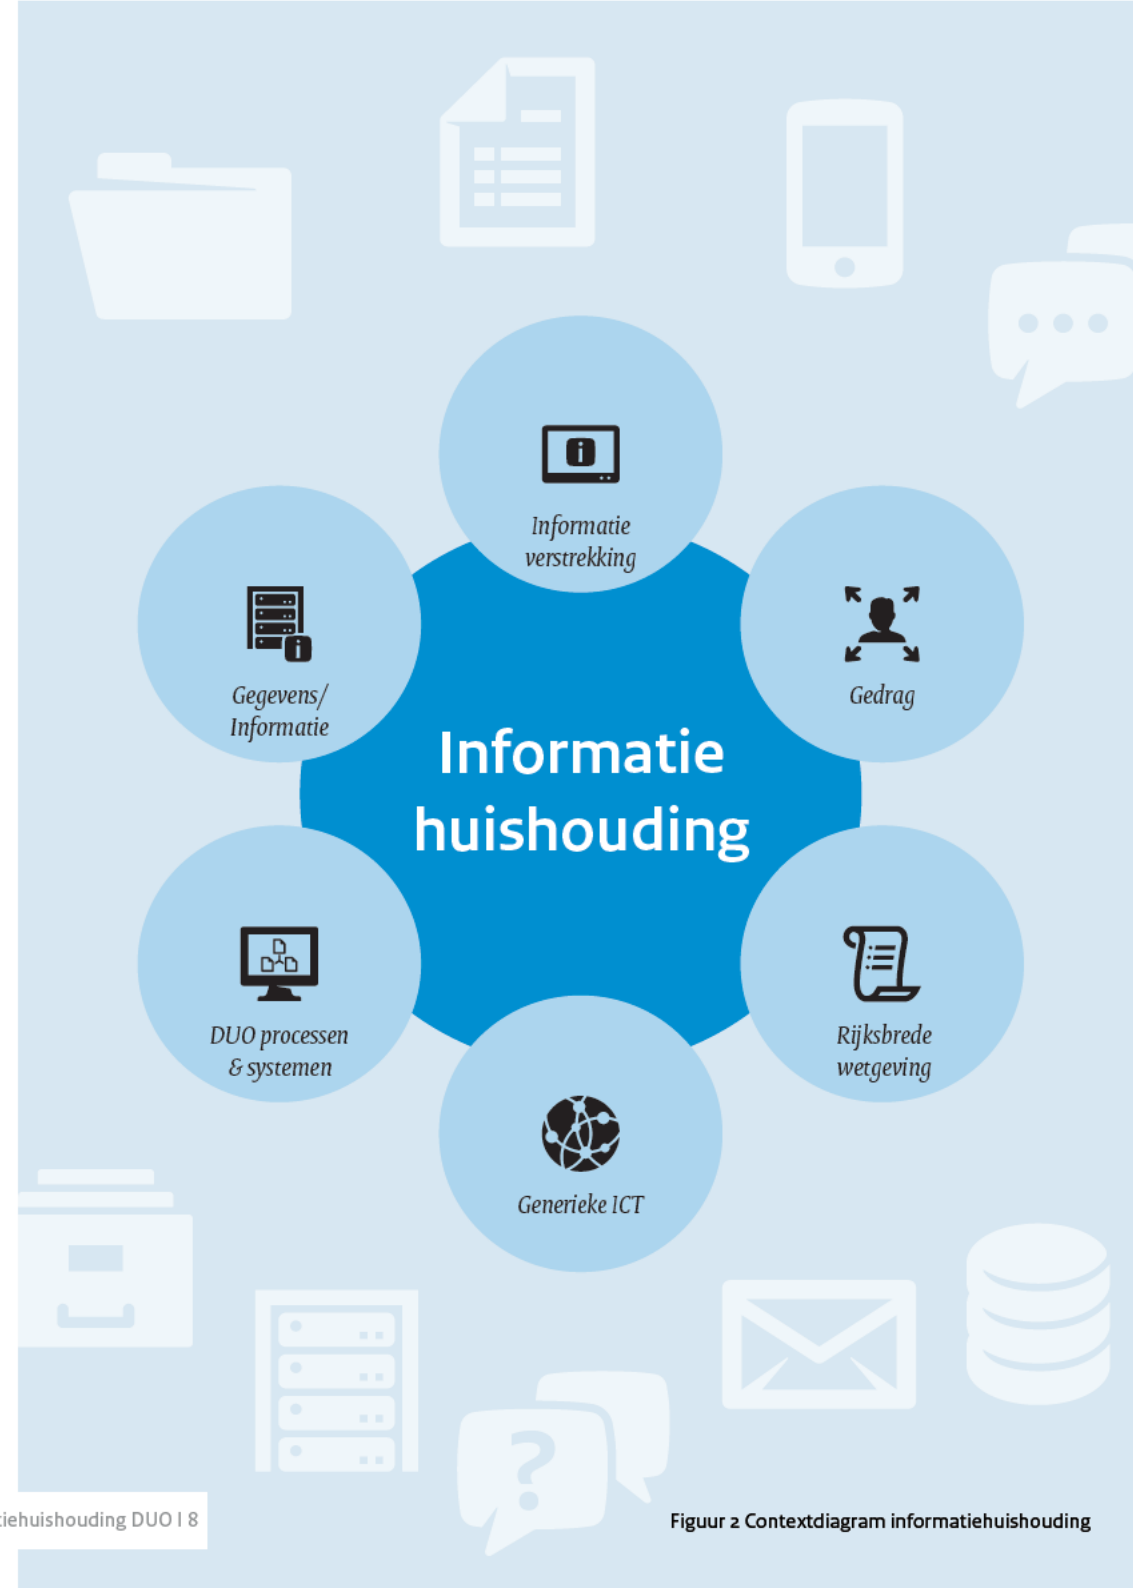 Informatie
verstrekking
Gegevens/
Informatie
Gedrag
Informatie
huishouding
DUO processen
& systemen
Rijksbrede
wetgeving
Generieke ICT
?
tiehuishouding DUO | 8
Figuur 2 Contextdiagram informatiehuishouding